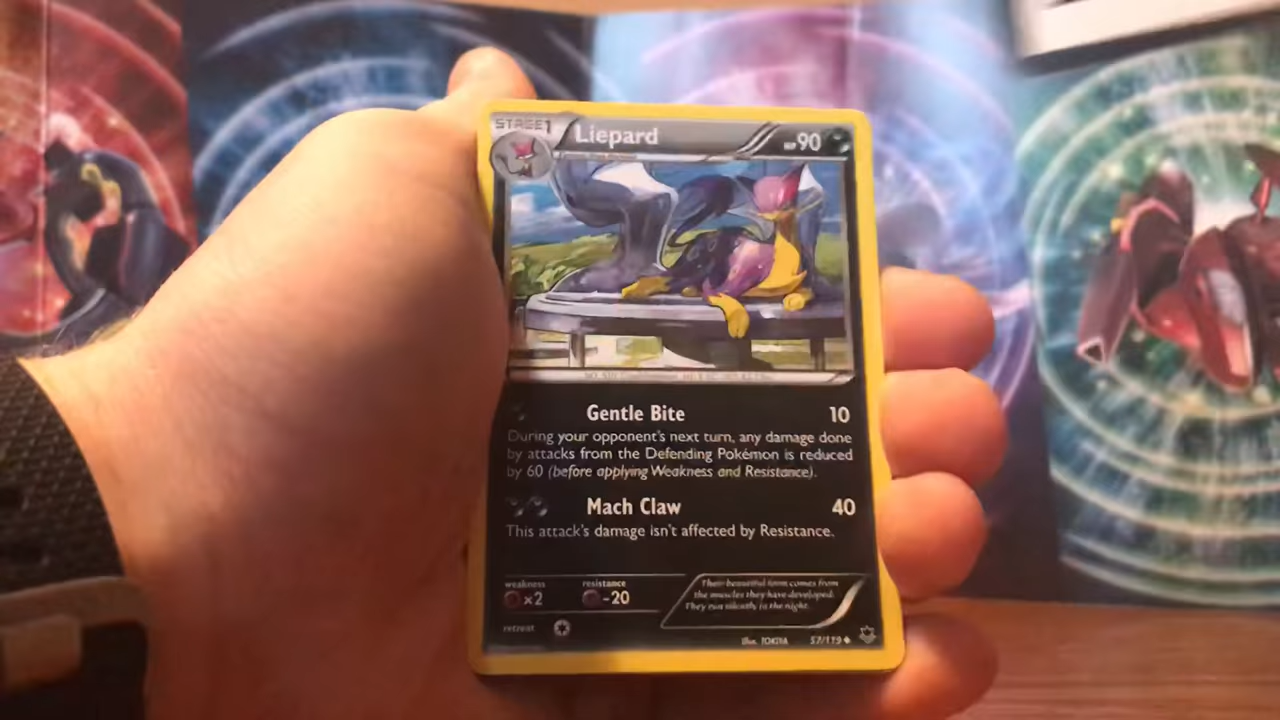 STAGE1
Liepard
HP90
Gentle Bite 10
During your opponent's next turn, any damage done
by attacks from the Defending Pokémon is reduced
by 60 (before applying Weakness and Resistance).
Mach Claw 40
This attack's damage isn't affected by Resistance.
weakness
×2
resistance
-20
Their beautiful form comes from
the muscles they have developed.
They run silently in the night.
retreat
Illus. TOKIYA 57/119